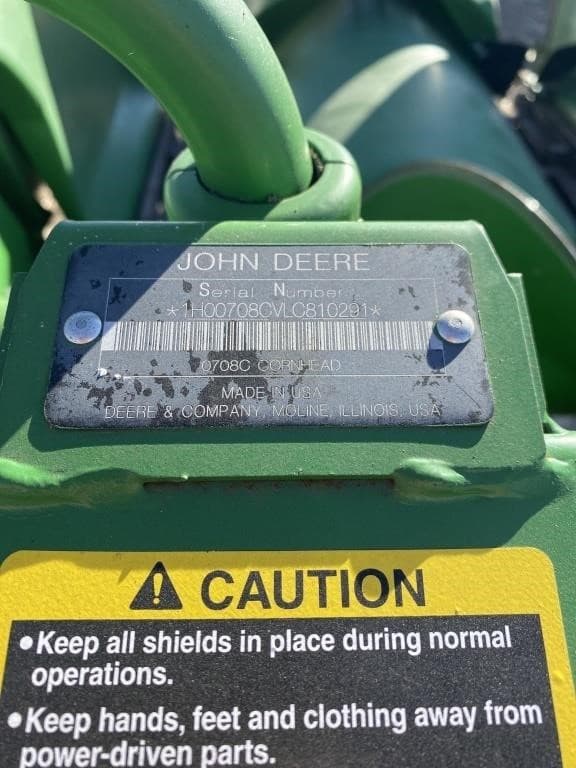 JOHN DEERE
Serial Number
*1H00708CVLC810291*
0708C CORNHEAD
MADE IN USA
DEERE & COMPANY, MOLINE, ILLINOIS, USA
CAUTION
•Keep all shields in place during normal
operations.
•Keep hands, feet and clothing away from
power-driven parts.